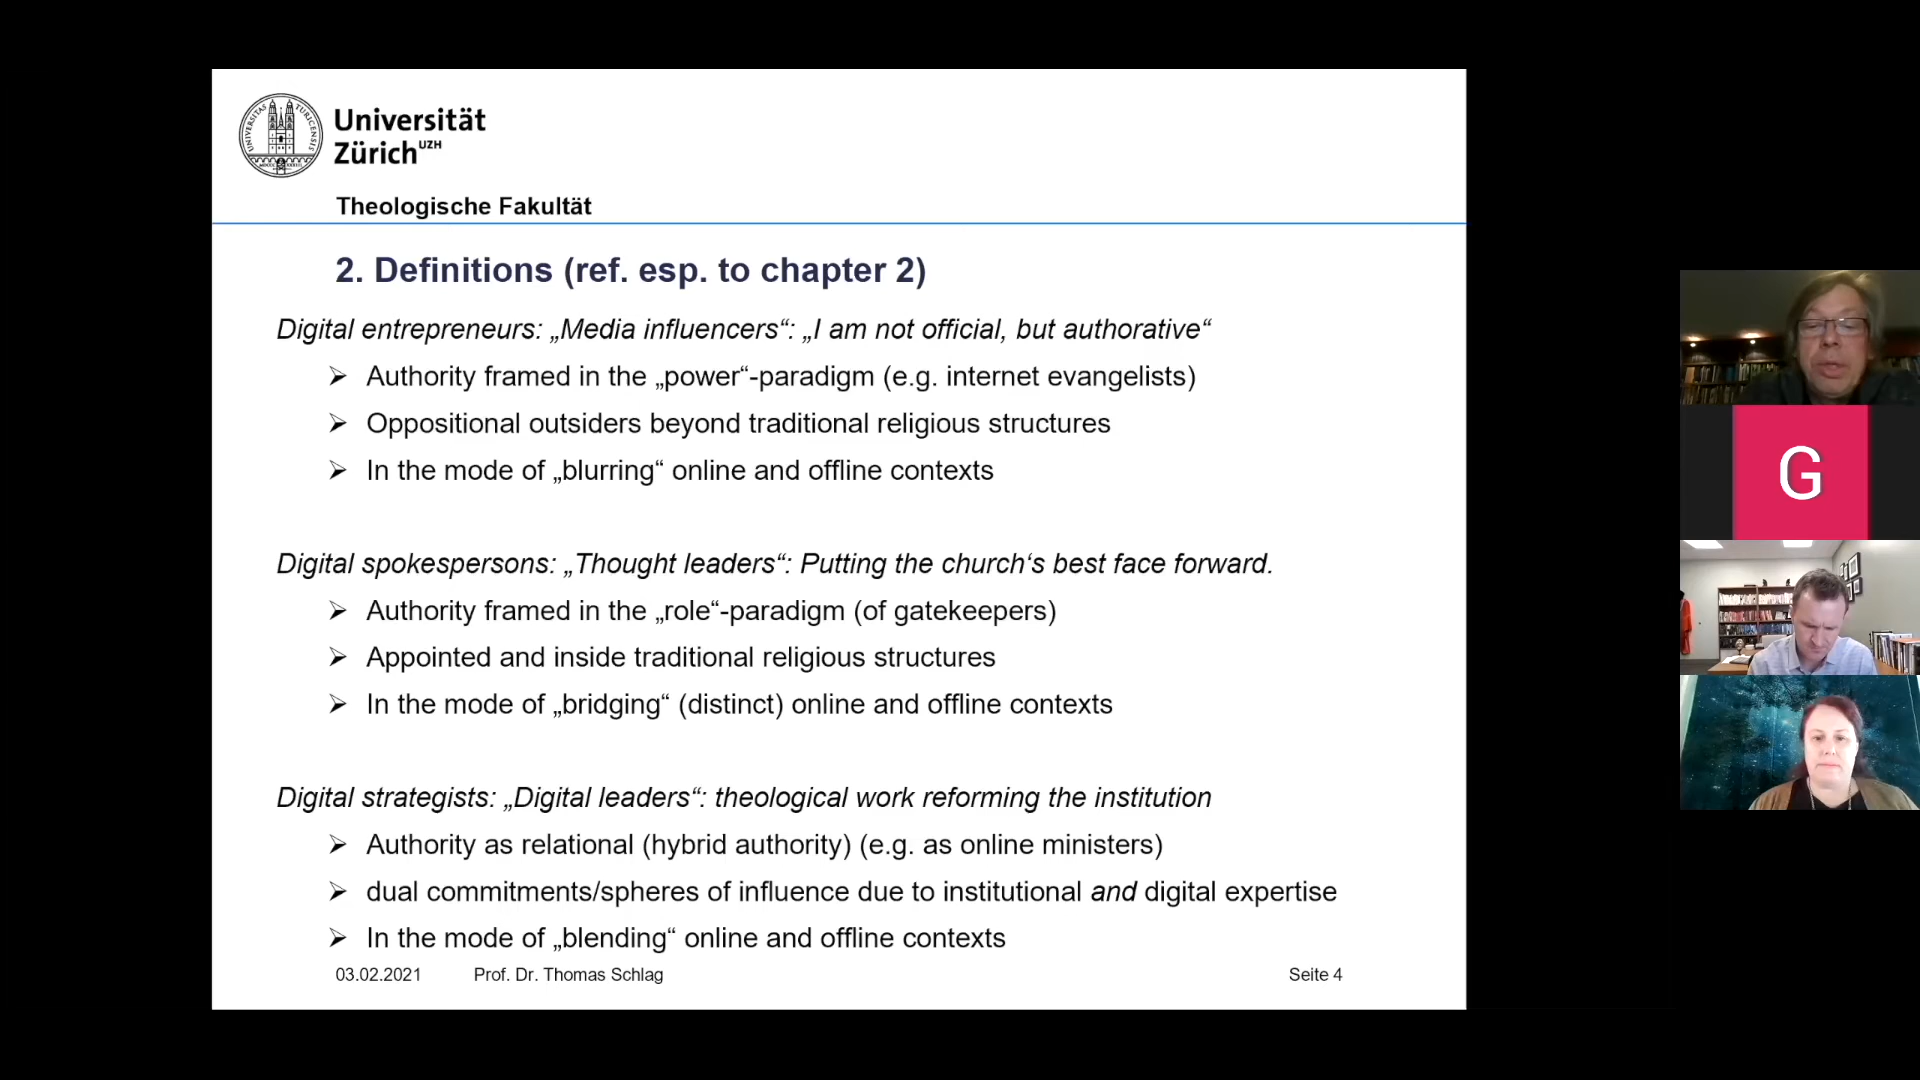 UNIVERSITAS TURICENSIS
MDCCC XXXIII
Universität
Zürich UZH
Theologische Fakultät
2. Definitions (ref. esp. to chapter 2)
Digital entrepreneurs: „Media influencers“: „I am not official, but authorative“
➢ Authority framed in the „power“-paradigm (e.g. internet evangelists)
➢ Oppositional outsiders beyond traditional religious structures
➢ In the mode of „blurring“ online and offline contexts
Digital spokespersons: „Thought leaders“: Putting the church‘s best face forward.
➢ Authority framed in the „role“-paradigm (of gatekeepers)
➢ Appointed and inside traditional religious structures
➢ In the mode of „bridging“ (distinct) online and offline contexts
Digital strategists: „Digital leaders“: theological work reforming the institution
➢ Authority as relational (hybrid authority) (e.g. as online ministers)
➢ dual commitments/spheres of influence due to institutional and digital expertise
➢ In the mode of „blending“ online and offline contexts
03.02.2021 Prof. Dr. Thomas Schlag Seite 4
G